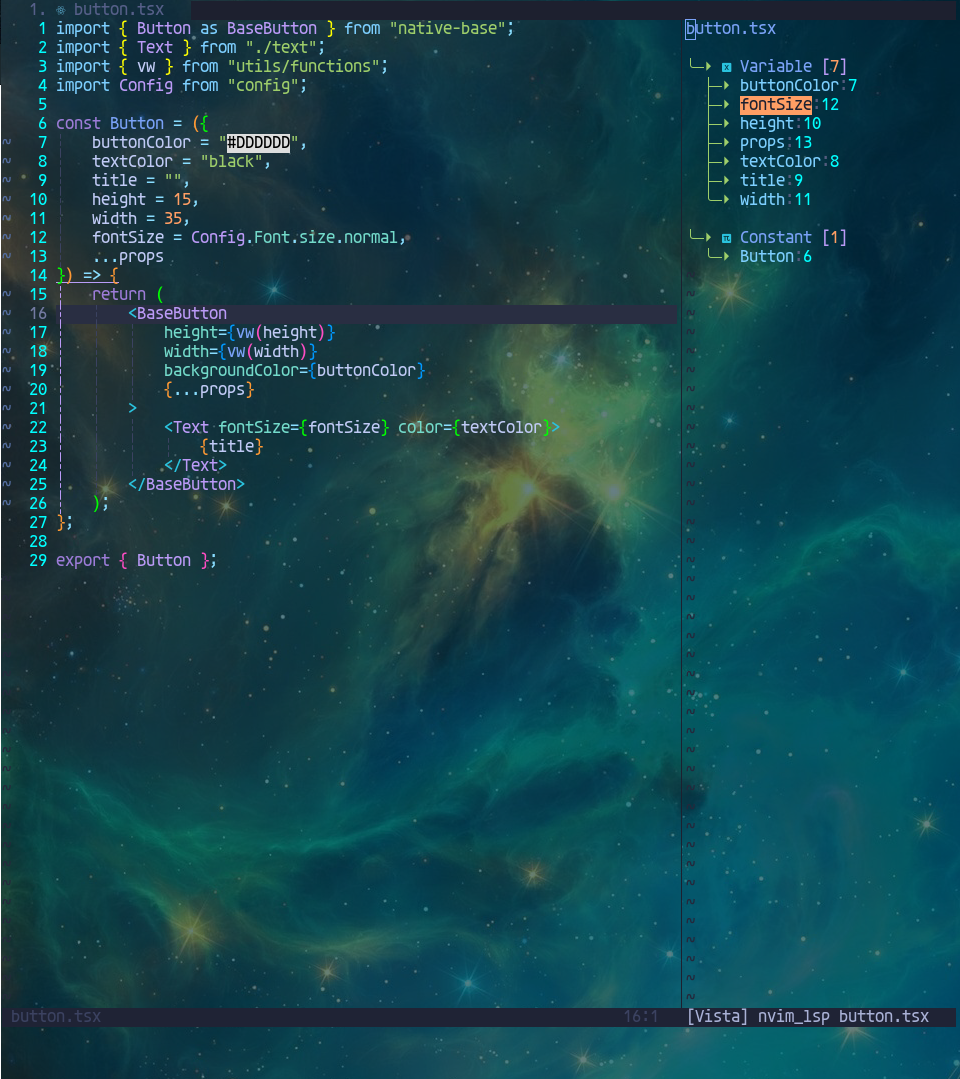 1. button.tsx
1 import { Button as BaseButton } from "native-base";
2 import { Text } from "./text";
3 import { vw } from "utils/functions";
4 import Config from "config";
5
6 const Button = ({
7     buttonColor = "#DDDDDD",
8     textColor = "black",
9     title = "",
10     height = 15,
11     width = 35,
12     fontSize = Config.Font.size.normal,
13     ...props
14 }) => {
15     return (
16         <BaseButton
17             height={vw(height)}
18             width={vw(width)}
19             backgroundColor={buttonColor}
20             {...props}
21         >
22             <Text fontSize={fontSize} color={textColor}>
23                 {title}
24             </Text>
25         </BaseButton>
26     );
27 };
28
29 export { Button };
button.tsx 16:1
button.tsx
Variable [7]
buttonColor:7
fontSize:12
height:10
props:13
textColor:8
title:9
width:11
Constant [1]
Button:6
[Vista] nvim_lsp button.tsx